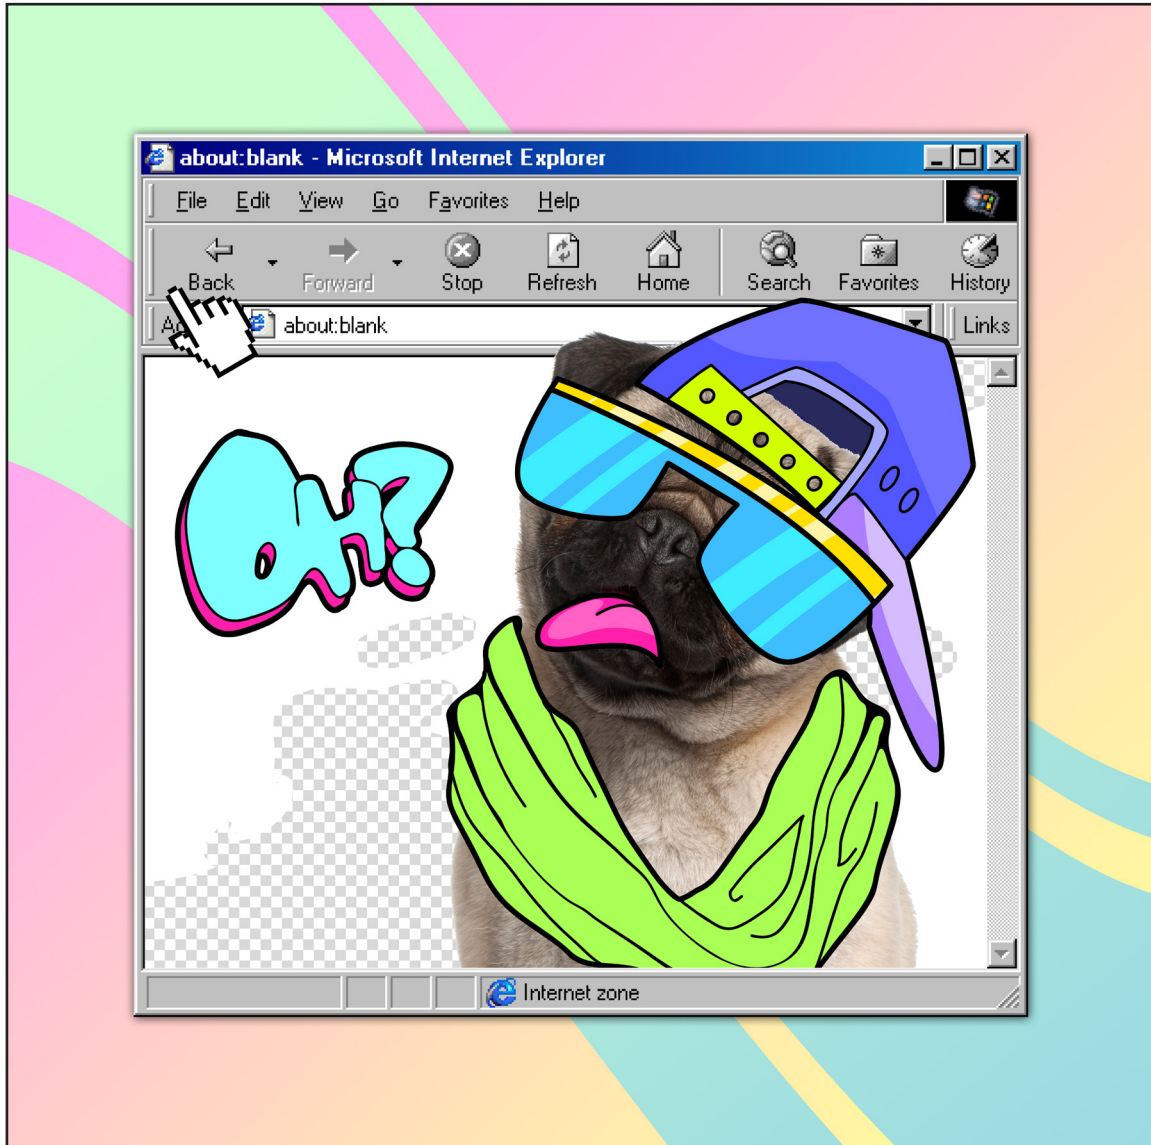 about:blank - Microsoft Internet Explorer
File Edit View Go Favorites Help
Back Forward Stop Refresh Home Search Favorites History
about:blank Links
OH?
Internet zone